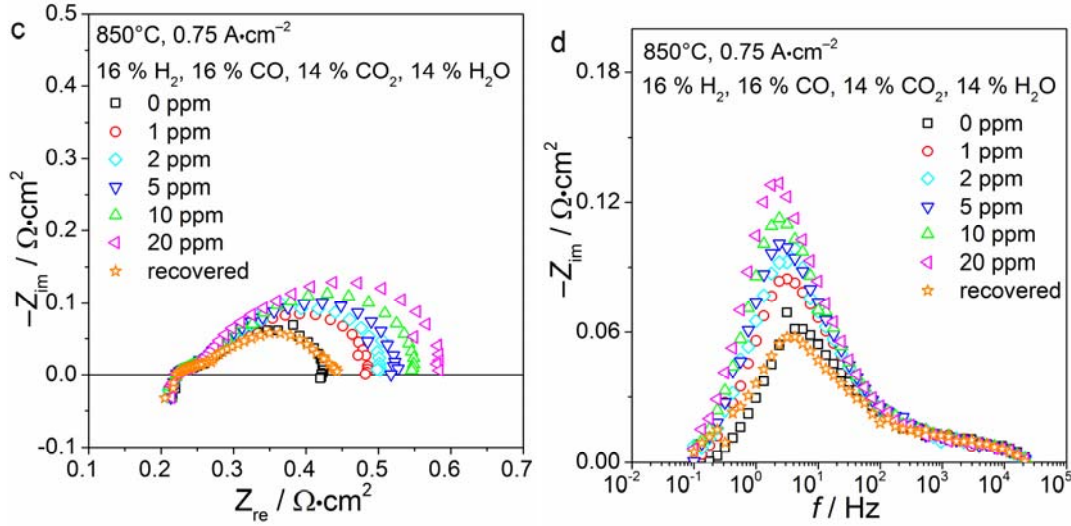 c
850°C, 0.75 A•cm⁻²
16 % H₂, 16 % CO, 14 % CO₂, 14 % H₂O
0 ppm
1 ppm
2 ppm
5 ppm
10 ppm
20 ppm
recovered
0.5
0.4
0.3
0.2
0.1
0.0
-0.1
−Z_im / Ω•cm²
0.1 0.2 0.3 0.4 0.5 0.6 0.7
Z_re / Ω•cm²
d
850°C, 0.75 A•cm⁻²
16 % H₂, 16 % CO, 14 % CO₂, 14 % H₂O
0 ppm
1 ppm
2 ppm
5 ppm
10 ppm
20 ppm
recovered
0.18
0.12
0.06
0.00
−Z_im / Ω•cm²
10⁻² 10⁻¹ 10⁰ 10¹ 10² 10³ 10⁴ 10⁵
f / Hz